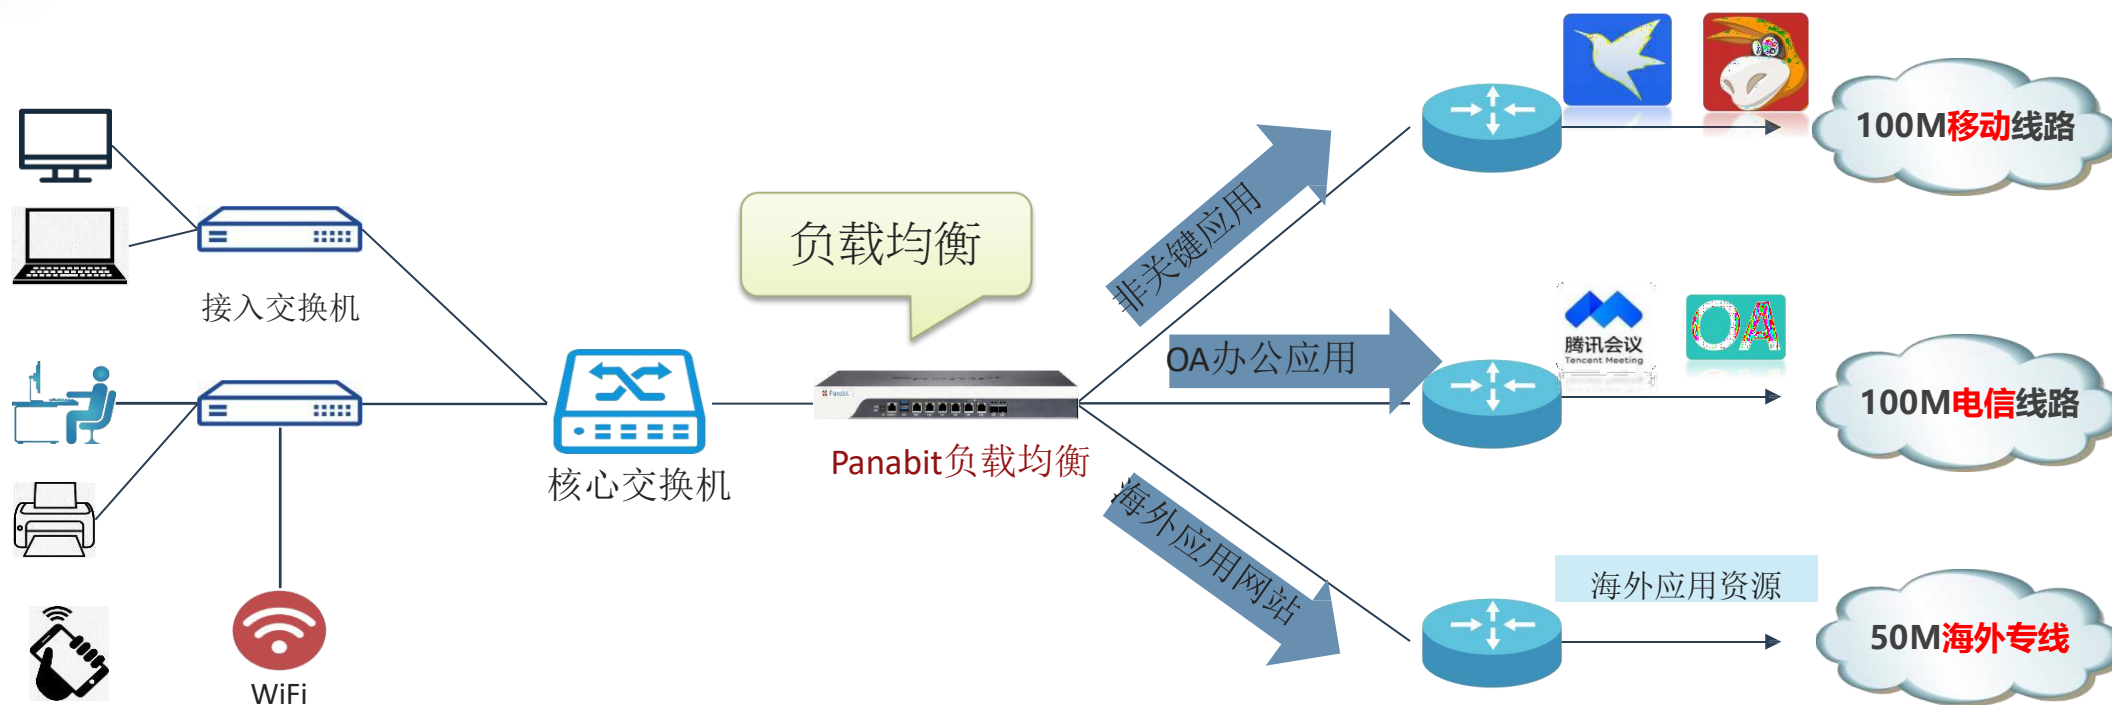 100M移动线路
非关键应用
负载均衡
接入交换机
腾讯会议
Tencent Meeting
OA
OA办公应用
100M电信线路
Panabit
Panabit负载均衡
核心交换机
海外应用网站
海外应用资源
50M海外专线
WiFi